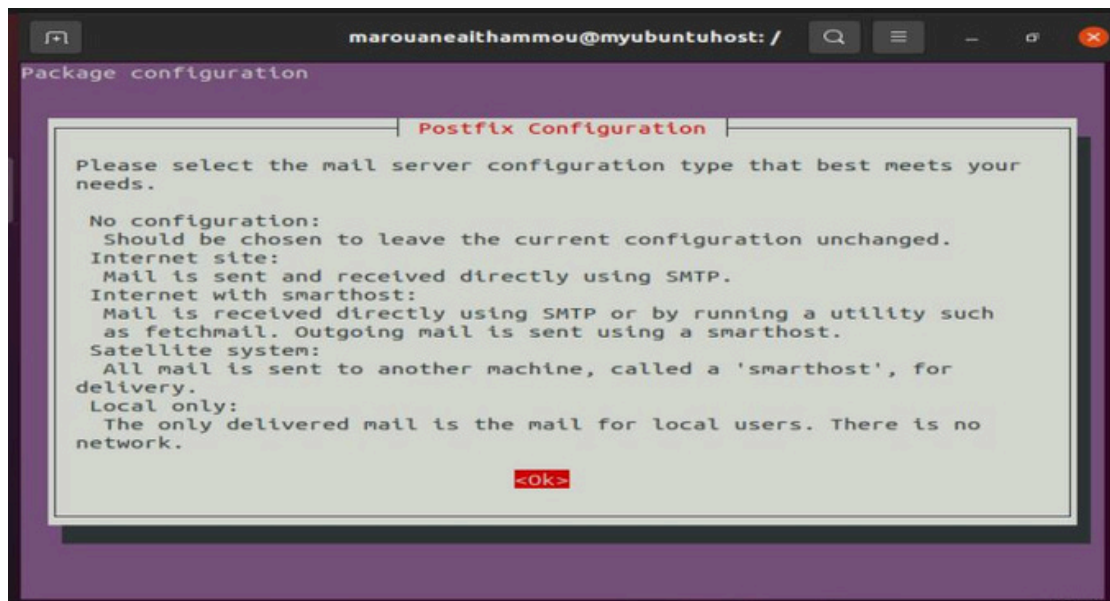 marouaneaithammou@myubuntuhost: /
Package configuration
Postfix Configuration
Please select the mail server configuration type that best meets your
needs.
No configuration:
Should be chosen to leave the current configuration unchanged.
Internet site:
Mail is sent and received directly using SMTP.
Internet with smarthost:
Mail is received directly using SMTP or by running a utility such
as fetchmail. Outgoing mail is sent using a smarthost.
Satellite system:
All mail is sent to another machine, called a 'smarthost', for
delivery.
Local only:
The only delivered mail is the mail for local users. There is no
network.
<Ok>